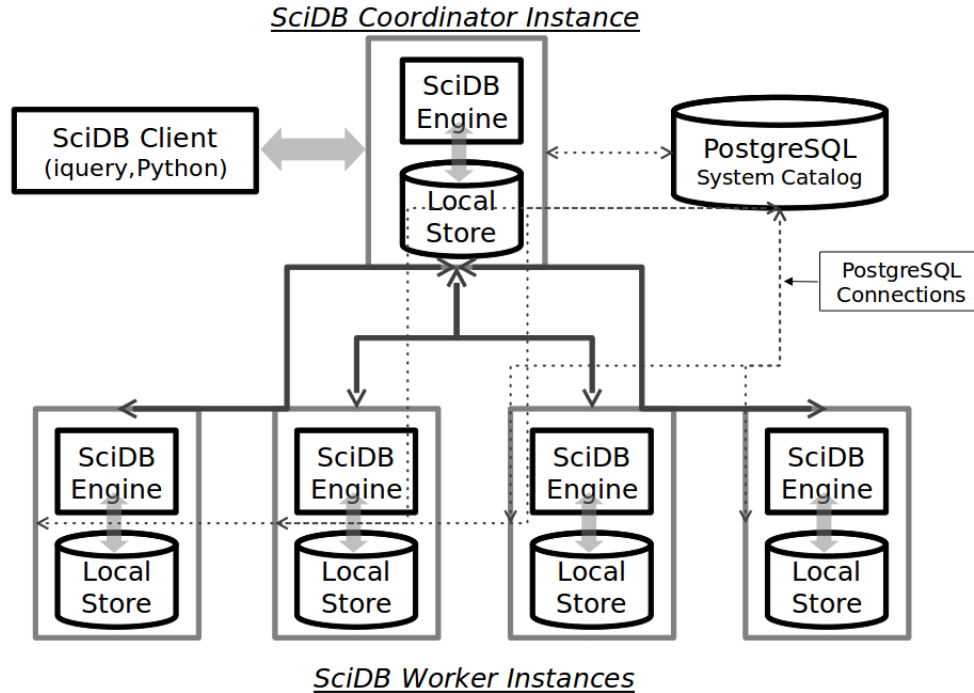 SciDB Coordinator Instance
SciDB
Engine
SciDB Client
(iquery,Python)
PostgreSQL
System Catalog
Local
Store
PostgreSQL
Connections
SciDB
Engine
SciDB
Engine
SciDB
Engine
SciDB
Engine
Local
Store
Local
Store
Local
Store
Local
Store
SciDB Worker Instances